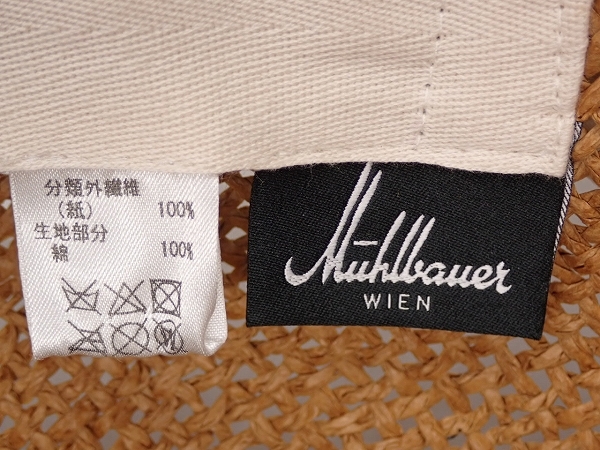 分類外繊維
（紙） 100%
生地部分
綿 100%
Mühlbauer
WIEN